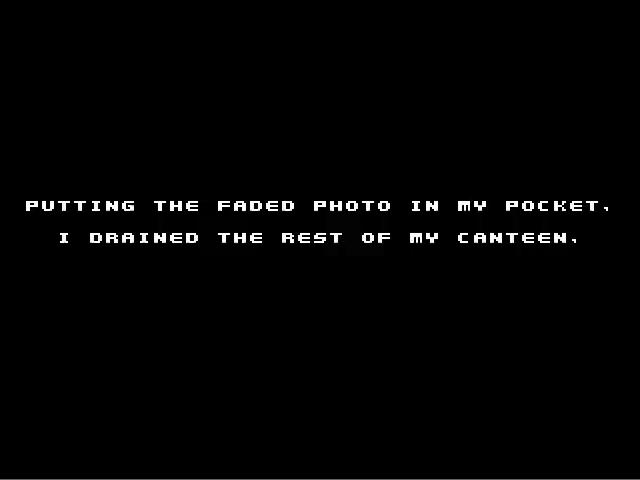 PUTTING THE FADED PHOTO IN MY POCKET,
I DRAINED THE REST OF MY CANTEEN,